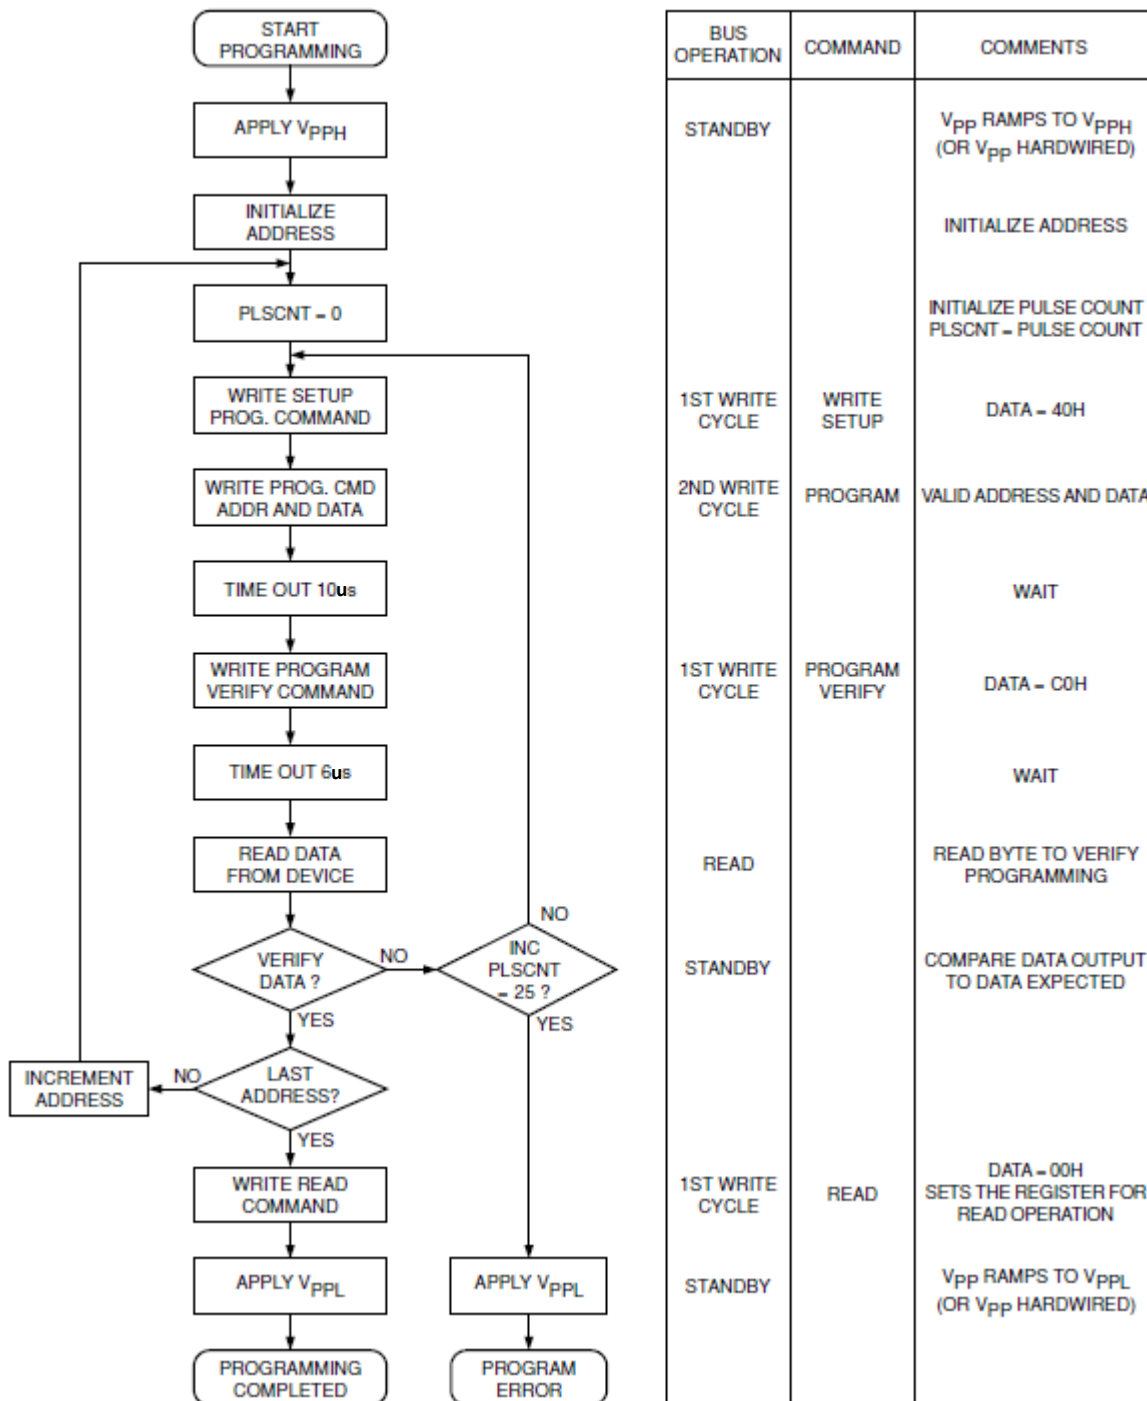 START
PROGRAMMING
APPLY VPPH
INITIALIZE
ADDRESS
PLSCNT = 0
WRITE SETUP
PROG. COMMAND
WRITE PROG. CMD
ADDR AND DATA
TIME OUT 10us
WRITE PROGRAM
VERIFY COMMAND
TIME OUT 6us
READ DATA
FROM DEVICE
VERIFY
DATA ?
NO
YES
INC
PLSCNT
= 25 ?
NO
YES
LAST
ADDRESS?
NO
YES
INCREMENT
ADDRESS
WRITE READ
COMMAND
APPLY VPPL
PROGRAMMING
COMPLETED
APPLY VPPL
PROGRAM
ERROR
BUS
OPERATION
COMMAND
COMMENTS
STANDBY
VPP RAMPS TO VPPH
(OR VPP HARDWIRED)
INITIALIZE ADDRESS
INITIALIZE PULSE COUNT
PLSCNT = PULSE COUNT
1ST WRITE
CYCLE
WRITE
SETUP
DATA = 40H
2ND WRITE
CYCLE
PROGRAM
VALID ADDRESS AND DATA
WAIT
1ST WRITE
CYCLE
PROGRAM
VERIFY
DATA = C0H
WAIT
READ
READ BYTE TO VERIFY
PROGRAMMING
STANDBY
COMPARE DATA OUTPUT
TO DATA EXPECTED
1ST WRITE
CYCLE
READ
DATA = 00H
SETS THE REGISTER FOR
READ OPERATION
STANDBY
VPP RAMPS TO VPPL
(OR VPP HARDWIRED)